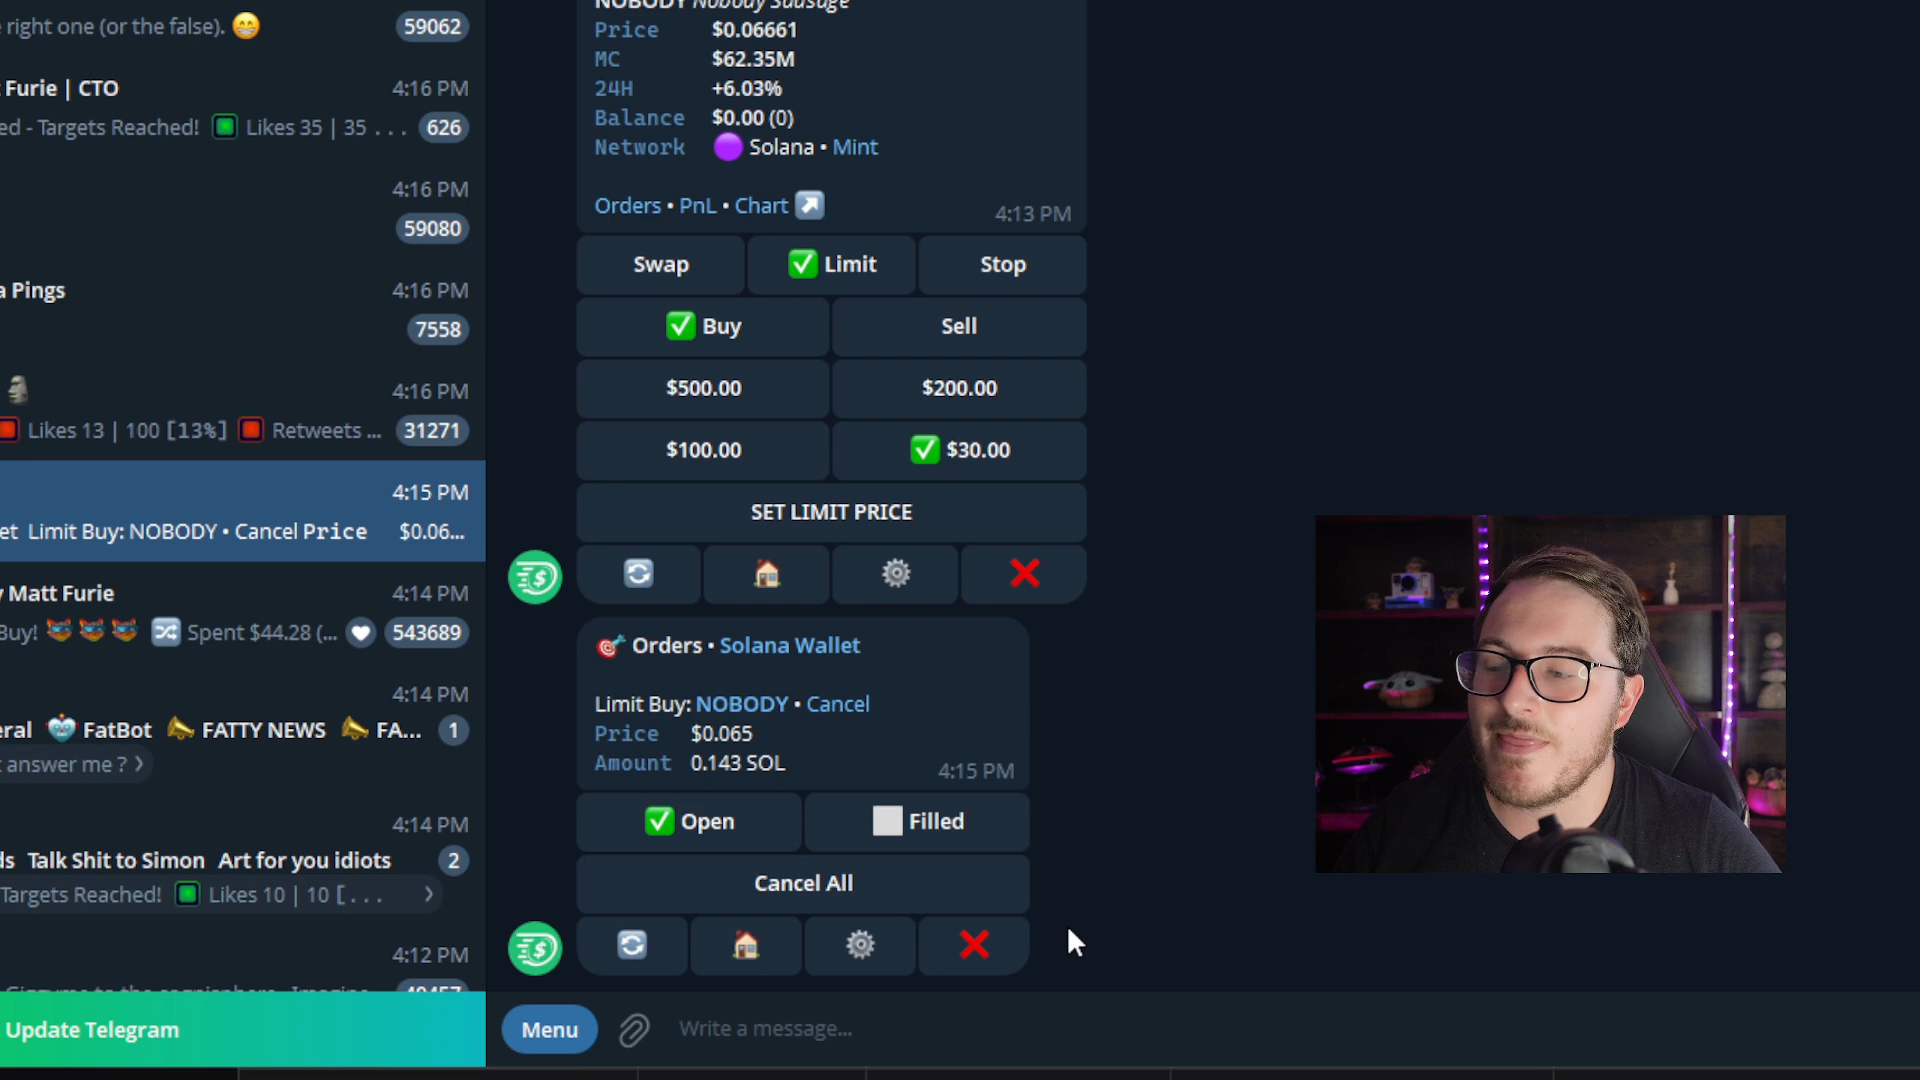 right one (or the false). 😁 59062
Furie | CTO 4:16 PM
ed - Targets Reached! Likes 35 | 35 . . . 626
4:16 PM
59080
a Pings 4:16 PM
7558
4:16 PM
Likes 13 | 100 [13%] Retweets ... 31271
4:15 PM
et Limit Buy: NOBODY • Cancel Price $0.06...
y Matt Furie 4:14 PM
Buy! Spent $44.28 (... 543689
4:14 PM
eral FatBot FATTY NEWS FA... 1
answer me ?
4:14 PM
ds Talk Shit to Simon Art for you idiots 2
Targets Reached! Likes 10 | 10 [ . . .
4:12 PM
Update Telegram
NOBODY Nobody Sausage
Price $0.06661
MC $62.35M
24H +6.03%
Balance $0.00 (0)
Network Solana • Mint
Orders • PnL • Chart
4:13 PM
Swap Limit Stop
Buy Sell
$500.00 $200.00
$100.00 $30.00
SET LIMIT PRICE
Orders • Solana Wallet
Limit Buy: NOBODY • Cancel
Price $0.065
Amount 0.143 SOL
4:15 PM
Open Filled
Cancel All
Menu Write a message...